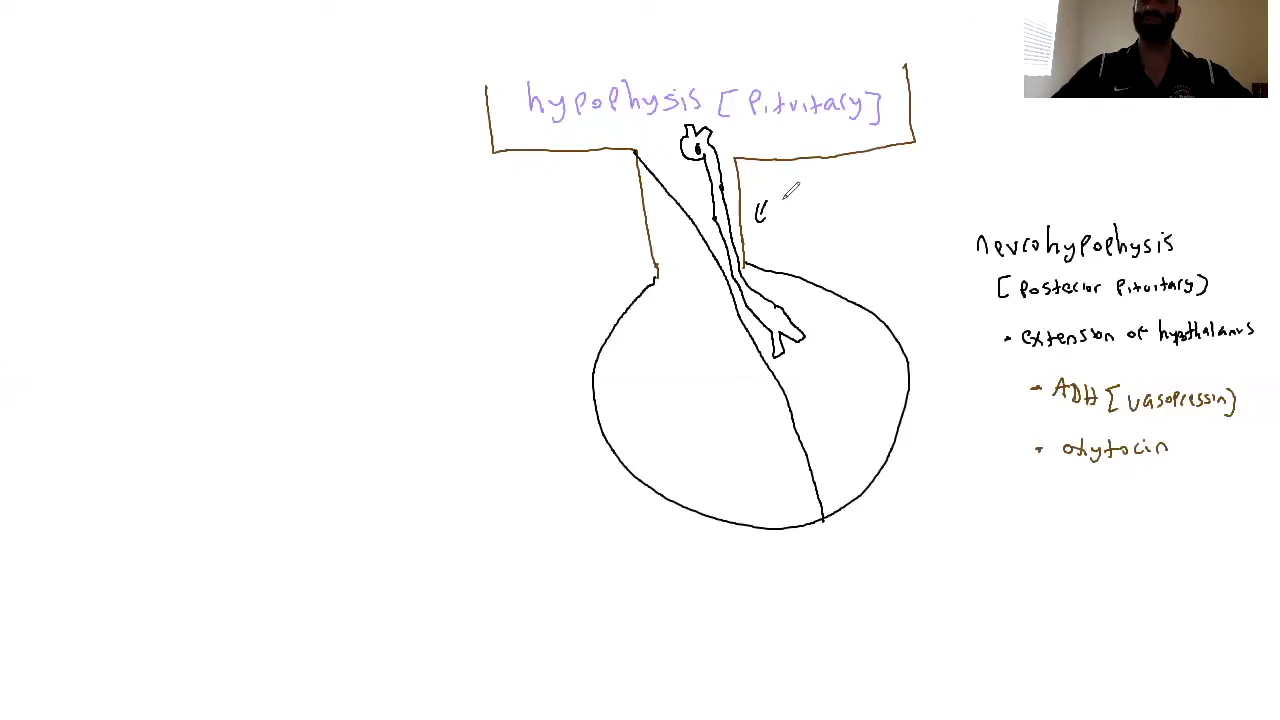 hypophysis [pituitary]
neurohypophysis
[posterior pituitary]
• extension of hypothalamus
- ADH [vasopressin]
- oxytocin